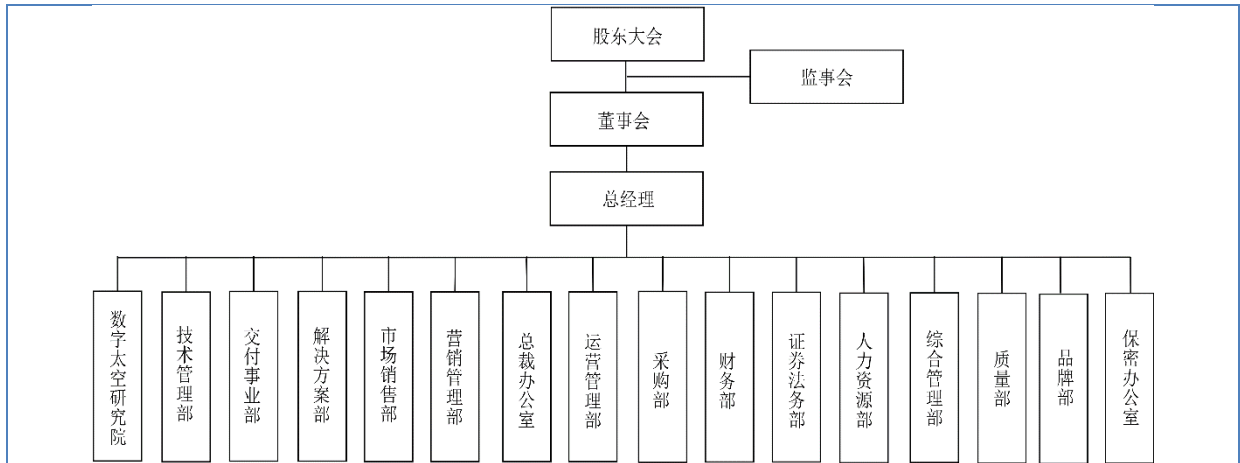 股东大会
监事会
董事会
总经理
数字太空研究院
技术管理部
交付事业部
解决方案部
市场销售部
营销管理部
总裁办公室
运营管理部
采购部
财务部
证券法务部
人力资源部
综合管理部
质量部
品牌部
保密办公室